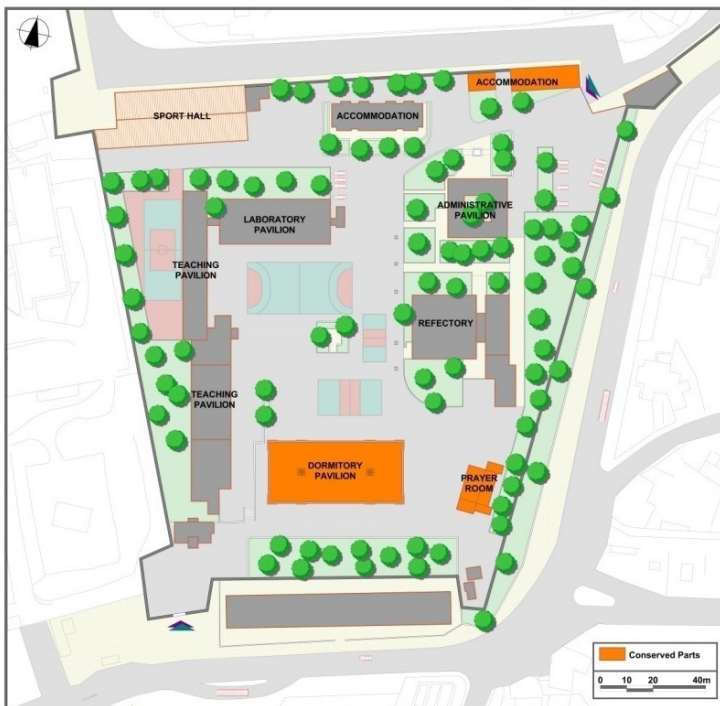 ACCOMMODATION
SPORT HALL
ACCOMMODATION
ADMINISTRATIVE
PAVILION
LABORATORY
PAVILION
TEACHING
PAVILION
REFECTORY
TEACHING
PAVILION
DORMITORY
PAVILION
PRAYER
ROOM
Conserved Parts
0 10 20 40m